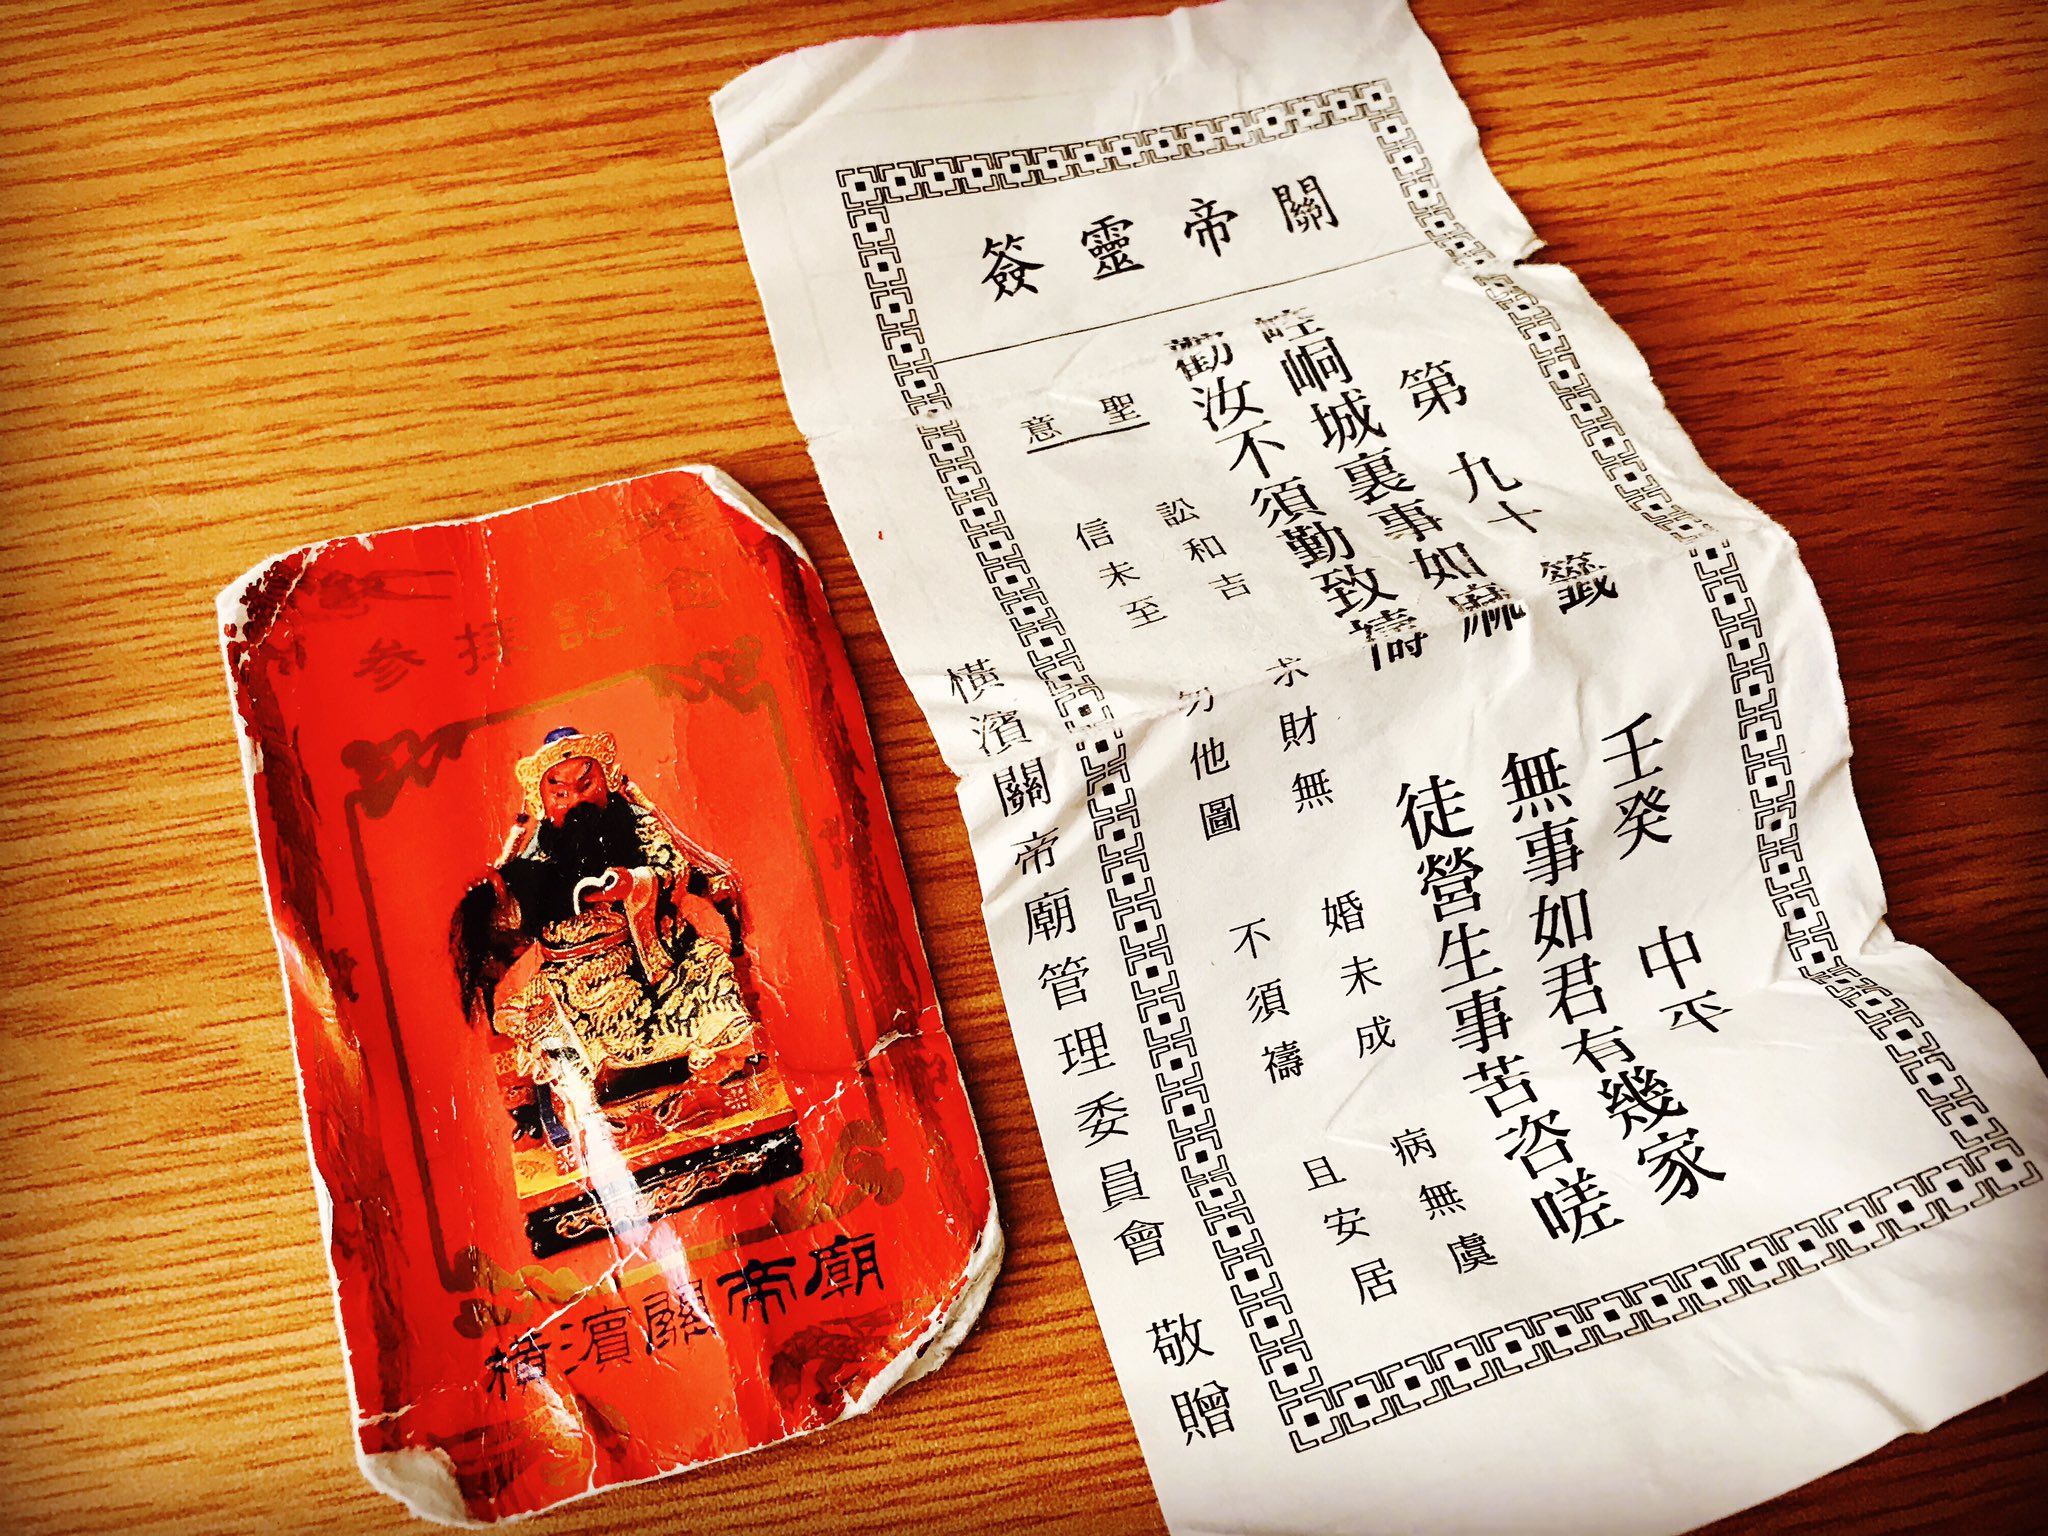 参拝記念
横濱關帝廟
關帝靈簽
第九十籤 壬癸 中平
崆峒城裏事如麻 無事如君有幾家
勸汝不須勤致禱 徒營生事苦咨嗟
聖意
訟和吉 求財無 婚未成 病無虞
信未至 勿他圖 不須禱 且安居
橫濱關帝廟管理委員會 敬贈